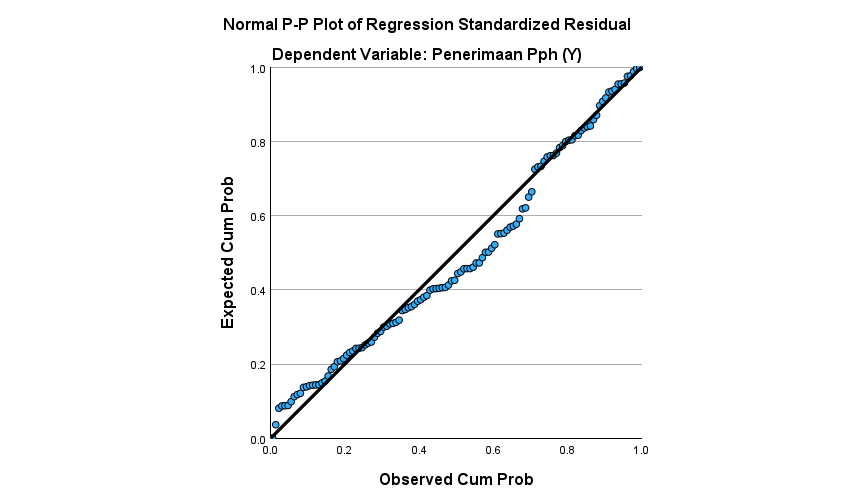 Normal P-P Plot of Regression Standardized Residual
Dependent Variable: Penerimaan Pph (Y)
1.0
0.8
0.6
0.4
0.2
0.0
Expected Cum Prob
0.0 0.2 0.4 0.6 0.8 1.0
Observed Cum Prob